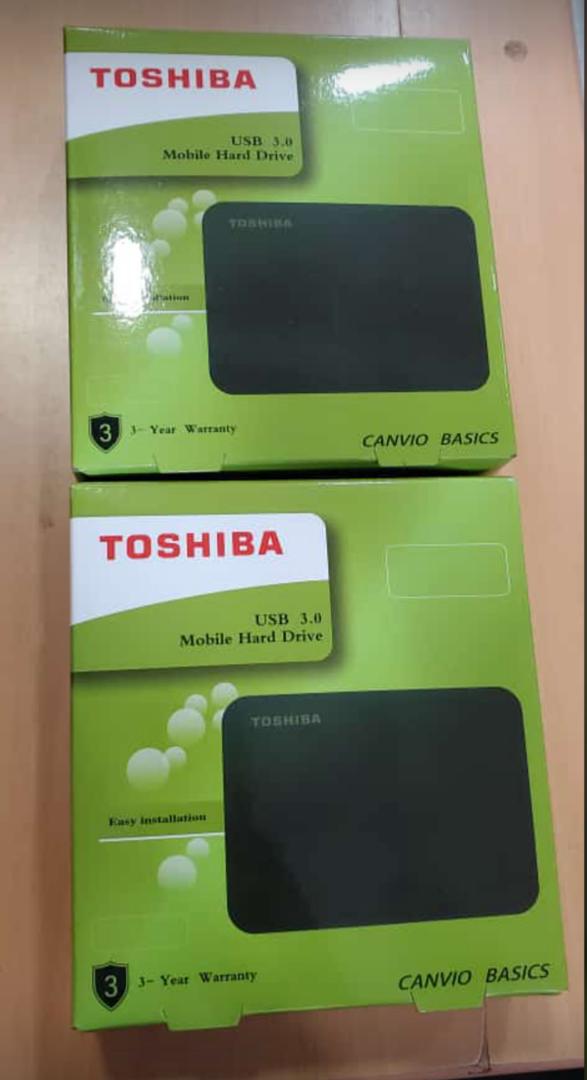 TOSHIBA
USB 3.0
Mobile Hard Drive
TOSHIBA
3
3- Year Warranty
CANVIO BASICS
TOSHIBA
USB 3.0
Mobile Hard Drive
TOSHIBA
Easy installation
3
3- Year Warranty
CANVIO BASICS